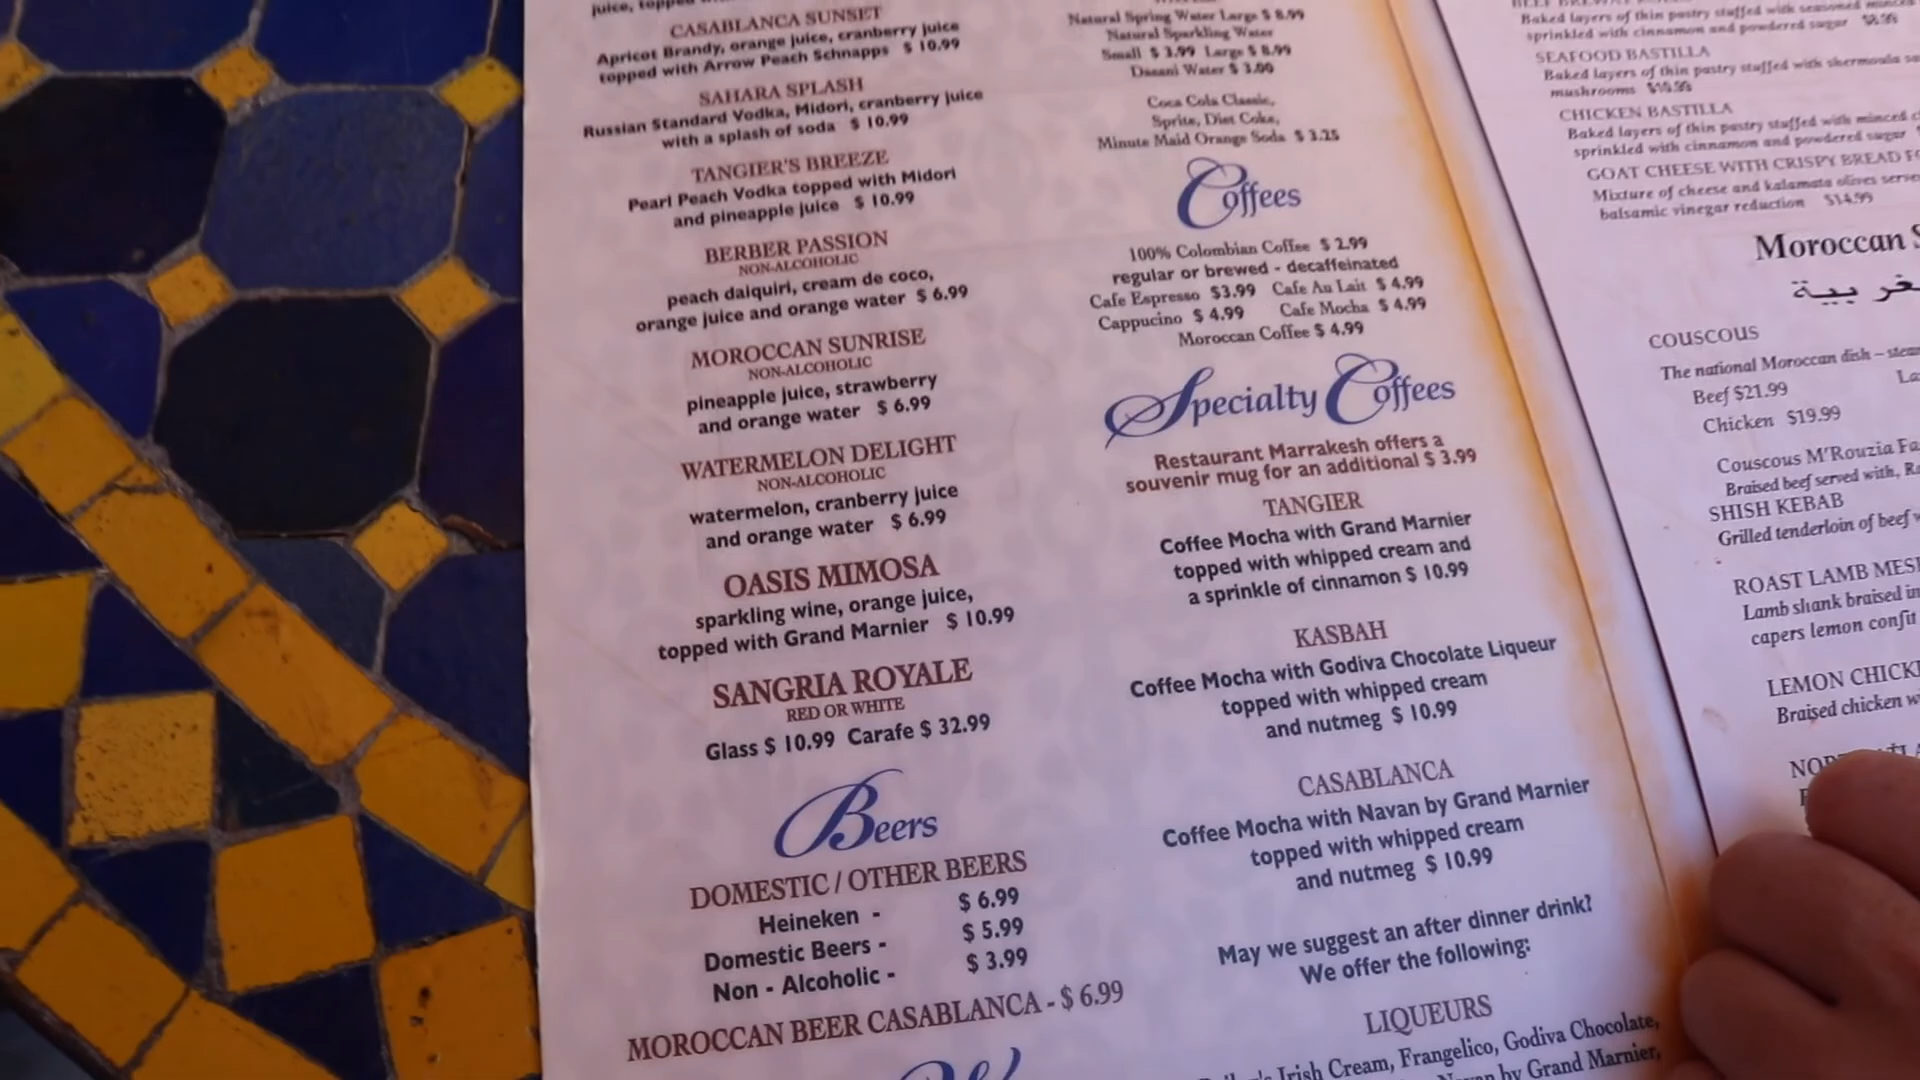 juice, topped
CASABLANCA SUNSET
Apricot Brandy, orange juice, cranberry juice
topped with Arrow Peach Schnapps $ 10.99
SAHARA SPLASH
Russian Standard Vodka, Midori, cranberry juice
with a splash of soda $ 10.99
TANGIER'S BREEZE
Pearl Peach Vodka topped with Midori
and pineapple juice $ 10.99
BERBER PASSION
NON-ALCOHOLIC
peach daiquiri, cream de coco,
orange juice and orange water $ 6.99
MOROCCAN SUNRISE
NON-ALCOHOLIC
pineapple juice, strawberry
and orange water $ 6.99
WATERMELON DELIGHT
NON-ALCOHOLIC
watermelon, cranberry juice
and orange water $ 6.99
OASIS MIMOSA
sparkling wine, orange juice,
topped with Grand Marnier $ 10.99
SANGRIA ROYALE
RED OR WHITE
Glass $ 10.99 Carafe $ 32.99
Beers
DOMESTIC / OTHER BEERS
Heineken - $ 6.99
Domestic Beers - $ 5.99
Non - Alcoholic - $ 3.99
MOROCCAN BEER CASABLANCA - $ 6.99
Natural Spring Water Large $ 8.99
Natural Sparkling Water
Small $ 3.99 Large $ 8.99
Dasani Water $ 3.00
Coca Cola Classic,
Sprite, Diet Coke,
Minute Maid Orange Soda $ 3.25
Coffees
100% Colombian Coffee $ 2.99
regular or brewed - decaffeinated
Cafe Espresso $3.99 Cafe Au Lait $ 4.99
Cappucino $ 4.99 Cafe Mocha $ 4.99
Moroccan Coffee $ 4.99
Specialty Coffees
Restaurant Marrakesh offers a
souvenir mug for an additional $ 3.99
TANGIER
Coffee Mocha with Grand Marnier
topped with whipped cream and
a sprinkle of cinnamon $ 10.99
KASBAH
Coffee Mocha with Godiva Chocolate Liqueur
topped with whipped cream
and nutmeg $ 10.99
CASABLANCA
Coffee Mocha with Navan by Grand Marnier
topped with whipped cream
and nutmeg $ 10.99
May we suggest an after dinner drink?
We offer the following:
LIQUEURS
Irish Cream, Frangelico, Godiva Chocolate,
by Grand Marnier,
Baked layers of thin pastry stuffed with seasoned minced
sprinkled with cinnamon and powdered sugar
SEAFOOD BASTILLA
Baked layers of thin pastry stuffed with shermoula
mushrooms
CHICKEN BASTILLA
Baked layers of thin pastry stuffed with minced
sprinkled with cinnamon and powdered sugar
GOAT CHEESE WITH CRISPY BREAD
Mixture of cheese and kalamata olives
balsamic vinegar reduction $14.99
Moroccan
COUSCOUS
The national Moroccan dish –
Beef $21.99
Chicken $19.99
Couscous M'Rouzia
Braised beef served with,
SHISH KEBAB
Grilled tenderloin of beef
ROAST LAMB
Lamb shank braised in
capers lemon confit
LEMON
Braised chicken